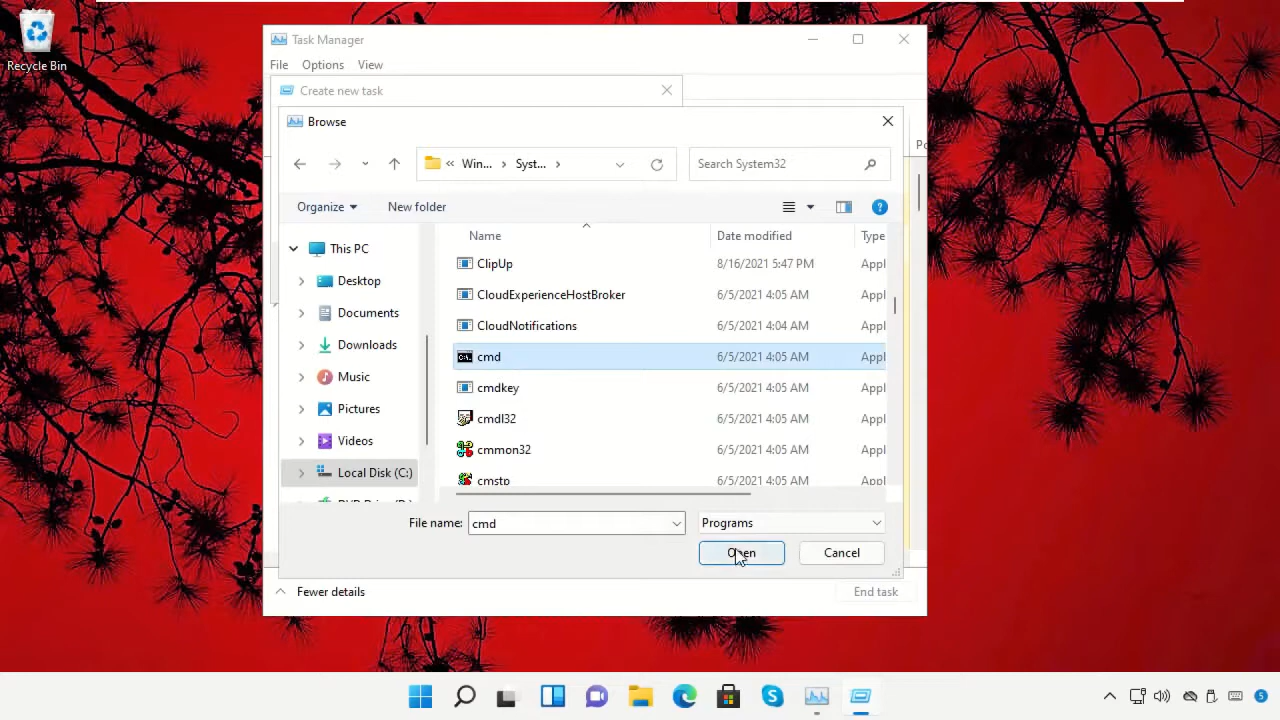 Recycle Bin
Task Manager
File Options View
Create new task
Browse
« Win... › Syst... ›
Search System32
Organize New folder
Name Date modified Type
This PC
Desktop
Documents
Downloads
Music
Pictures
Videos
Local Disk (C:)
ClipUp 8/16/2021 5:47 PM Appl
CloudExperienceHostBroker 6/5/2021 4:05 AM Appl
CloudNotifications 6/5/2021 4:04 AM Appl
cmd 6/5/2021 4:05 AM Appl
cmdkey 6/5/2021 4:05 AM Appl
cmdl32 6/5/2021 4:05 AM Appl
cmmon32 6/5/2021 4:05 AM Appl
cmstp 6/5/2021 4:05 AM Appl
File name: cmd Programs
Open Cancel
Fewer details End task
5